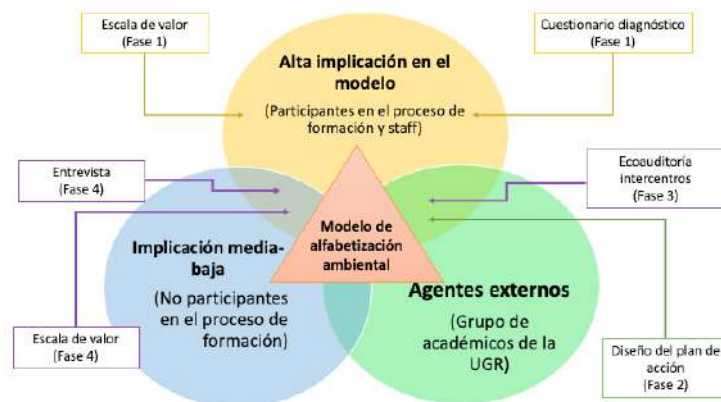 Escala de valor
(Fase 1)
Cuestionario diagnóstico
(Fase 1)
Alta implicación en el
modelo
(Participantes en el proceso de
formación y staff)
Entrevista
(Fase 4)
Ecoauditoría
intercentros
(Fase 3)
Modelo de
alfabetización
ambiental
Implicación media-
baja
(No participantes
en el proceso de
formación)
Agentes externos
(Grupo de
académicos de la
UGR)
Escala de valor
(Fase 4)
Diseño del plan de
acción
(Fase 2)